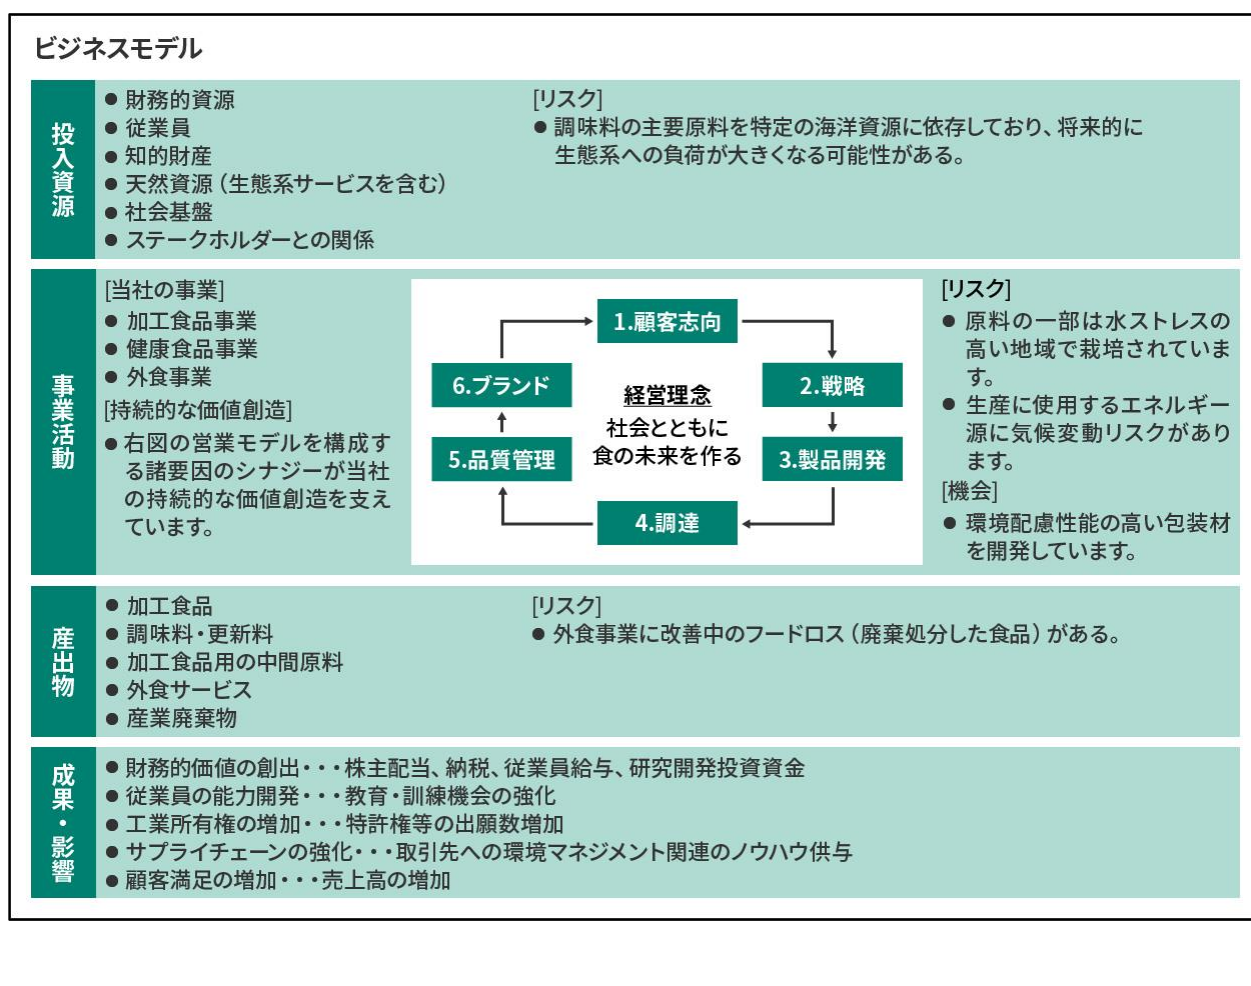 ビジネスモデル
投入資源
● 財務的資源
● 従業員
● 知的財産
● 天然資源（生態系サービスを含む）
● 社会基盤
● ステークホルダーとの関係
[リスク]
● 調味料の主要原料を特定の海洋資源に依存しており、将来的に
生態系への負荷が大きくなる可能性がある。
事業活動
[当社の事業]
● 加工食品事業
● 健康食品事業
● 外食事業
[持続的な価値創造]
● 右図の営業モデルを構成す
る諸要因のシナジーが当社
の持続的な価値創造を支え
ています。
1.顧客志向
2.戦略
3.製品開発
4.調達
5.品質管理
6.ブランド
経営理念
社会とともに
食の未来を作る
[リスク]
● 原料の一部は水ストレスの
高い地域で栽培されていま
す。
● 生産に使用するエネルギー
源に気候変動リスクがあり
ます。
[機会]
● 環境配慮性能の高い包装材
を開発しています。
産出物
● 加工食品
● 調味料・更新料
● 加工食品用の中間原料
● 外食サービス
● 産業廃棄物
[リスク]
● 外食事業に改善中のフードロス（廃棄処分した食品）がある。
成果・影響
● 財務的価値の創出・・・株主配当、納税、従業員給与、研究開発投資資金
● 従業員の能力開発・・・教育・訓練機会の強化
● 工業所有権の増加・・・特許権等の出願数増加
● サプライチェーンの強化・・・取引先への環境マネジメント関連のノウハウ供与
● 顧客満足の増加・・・売上高の増加